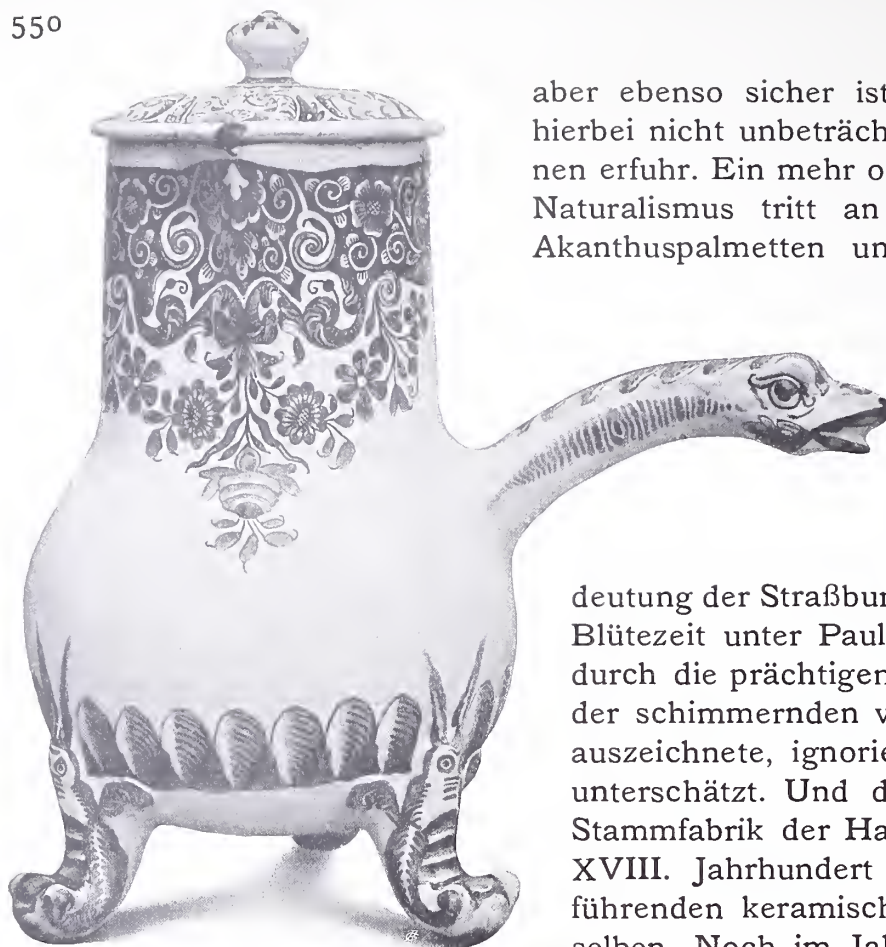 550
aber ebenso sicher ist
hierbei nicht unbeträch
nen erfuhr. Ein mehr o
Naturalismus tritt an
Akanthuspalmetten un
deutung der Straßbur
Blütezeit unter Paul
durch die prächtigen
der schimmernden v
auszeichnete, ignorie
unterschätzt. Und d
Stammfabrik der Ha
XVIII. Jahrhundert
führenden keramisch
selben. Noch im Jah